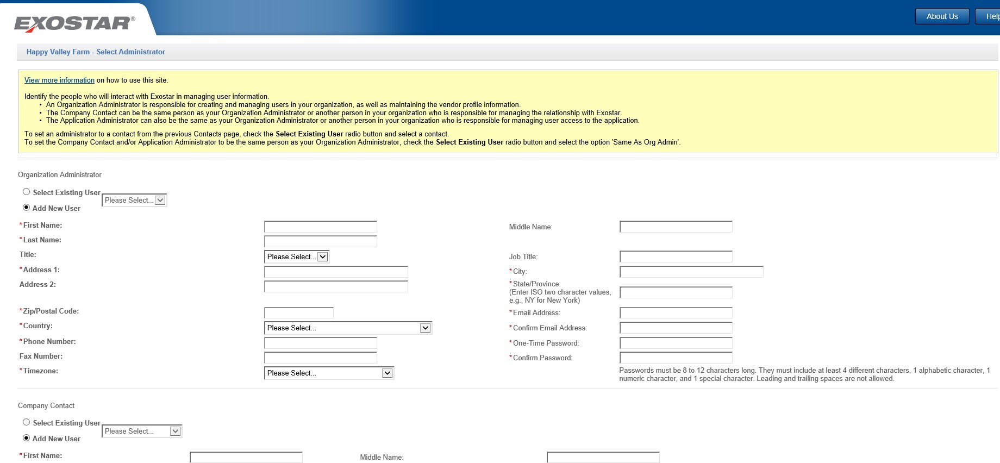 EXOSTAR®
About Us
Help
Happy Valley Farm - Select Administrator
View more information on how to use this site.
Identify the people who will interact with Exostar in managing user information.
• An Organization Administrator is responsible for creating and managing users in your organization, as well as maintaining the vendor profile information.
• The Company Contact can be the same person as your Organization Administrator or another person in your organization who is responsible for managing the relationship with Exostar.
• The Application Administrator can also be the same as your Organization Administrator or another person in your organization who is responsible for managing user access to the application.
To set an administrator to a contact from the previous Contacts page, check the Select Existing User radio button and select a contact.
To set the Company Contact and/or Application Administrator to be the same person as your Organization Administrator, check the Select Existing User radio button and select the option 'Same As Org Admin'.
Organization Administrator
Select Existing User
Please Select...
Add New User
*First Name:
Middle Name:
*Last Name:
Title:
Please Select...
Job Title:
*Address 1:
*City:
Address 2:
*State/Province:
(Enter ISO two character values,
e.g., NY for New York)
*Zip/Postal Code:
*Email Address:
*Country:
Please Select...
*Confirm Email Address:
*Phone Number:
*One-Time Password:
Fax Number:
*Confirm Password:
*Timezone:
Please Select...
Passwords must be 8 to 12 characters long. They must include at least 4 different characters, 1 alphabetic character, 1
numeric character, and 1 special character. Leading and trailing spaces are not allowed.
Company Contact
Select Existing User
Please Select...
Add New User
*First Name:
Middle Name: